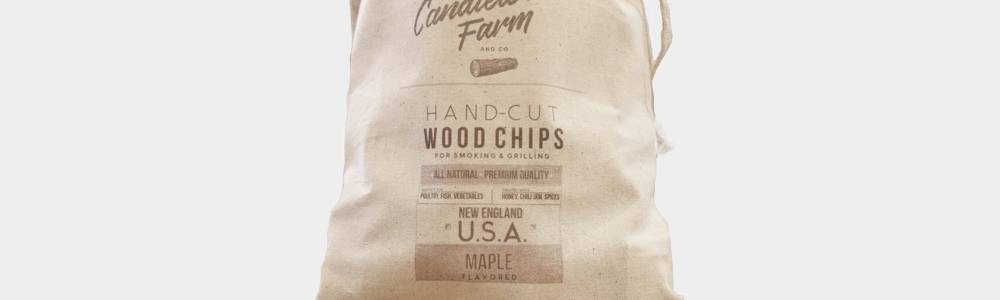 Farm
AND CO
HAND-CUT
WOOD CHIPS
FOR SMOKING & GRILLING
ALL NATURAL PREMIUM QUALITY
POULTRY, FISH, VEGETABLES
HONEY, CHILI GUM, SPICES
NEW ENGLAND
U.S.A.
MAPLE
FLAVORED